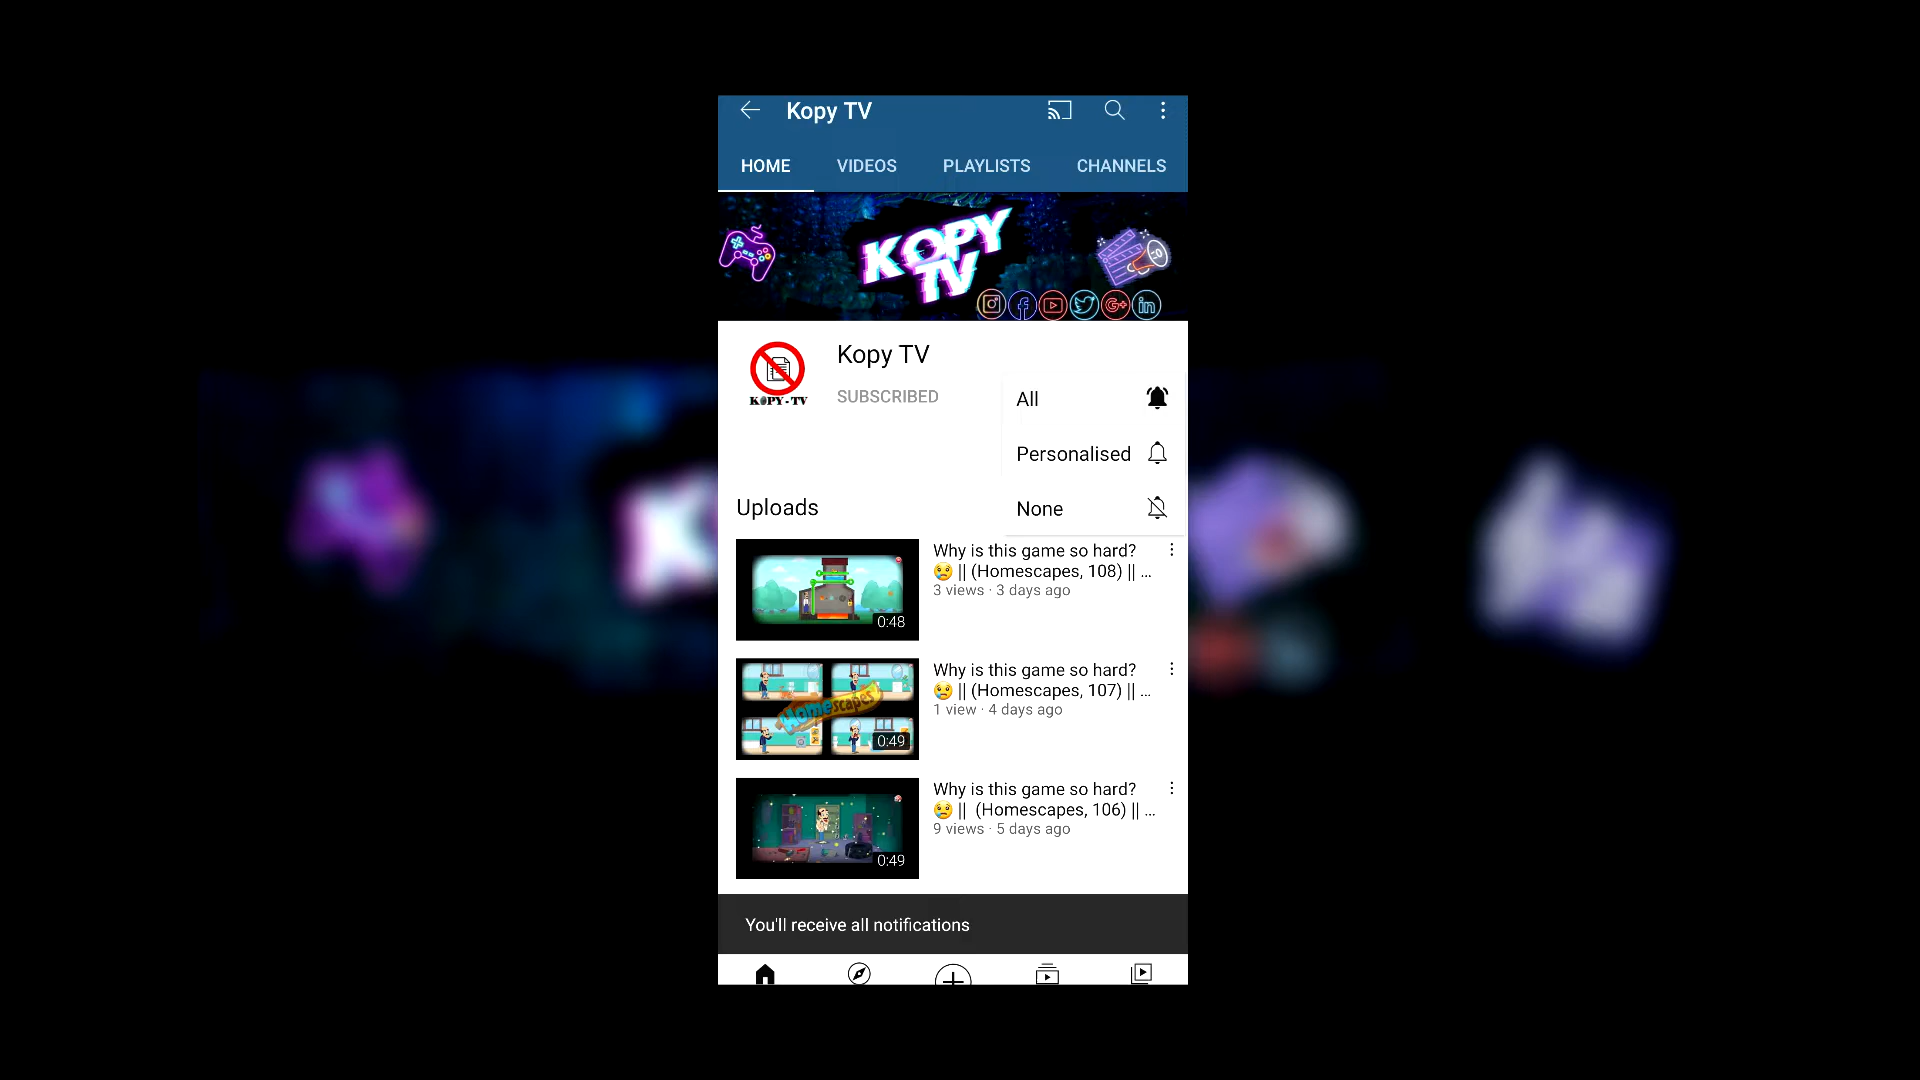 Kopy TV
HOME VIDEOS PLAYLISTS CHANNELS
KOPY
TV
Kopy TV
KOPY-TV
SUBSCRIBED
All
Personalised
None
Uploads
Why is this game so hard?
😢 || (Homescapes, 108) || ...
3 views · 3 days ago
0:48
Why is this game so hard?
😢 || (Homescapes, 107) || ...
1 view · 4 days ago
Homescapes
0:49
Why is this game so hard?
😢 || (Homescapes, 106) || ...
9 views · 5 days ago
0:49
You'll receive all notifications